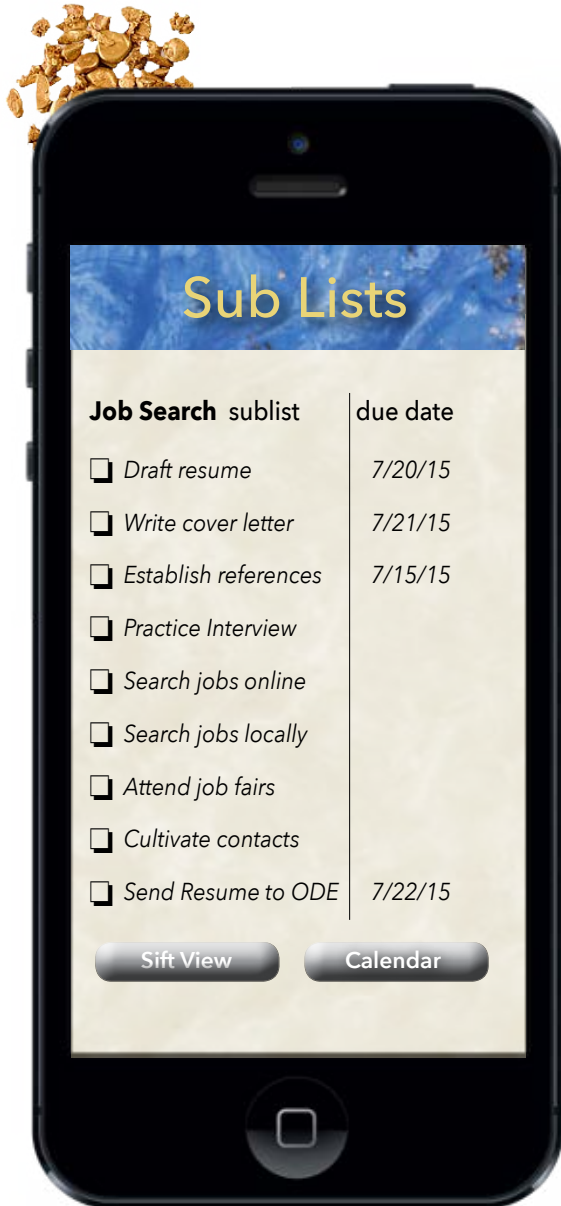 Sub Lists
Job Search sublist due date
❏ Draft resume 7/20/15
❏ Write cover letter 7/21/15
❏ Establish references 7/15/15
❏ Practice Interview
❏ Search jobs online
❏ Search jobs locally
❏ Attend job fairs
❏ Cultivate contacts
❏ Send Resume to ODE 7/22/15
Sift View Calendar